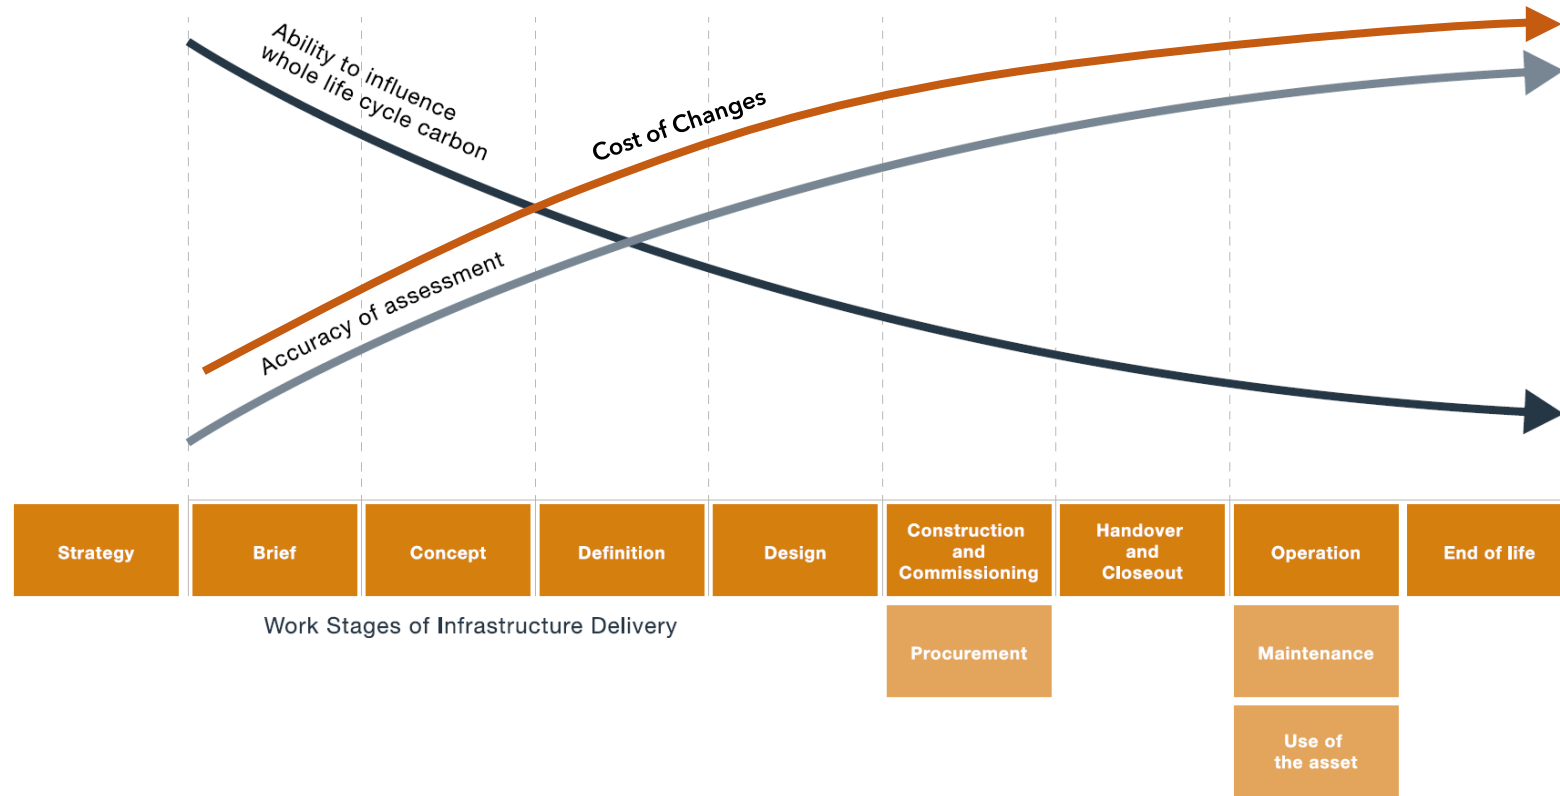 Ability to influence
whole life cycle carbon
Cost of Changes
Accuracy of assessment
Strategy
Brief
Concept
Definition
Design
Construction
and
Commissioning
Handover
and
Closeout
Operation
End of life
Work Stages of Infrastructure Delivery
Procurement
Maintenance
Use of
the asset